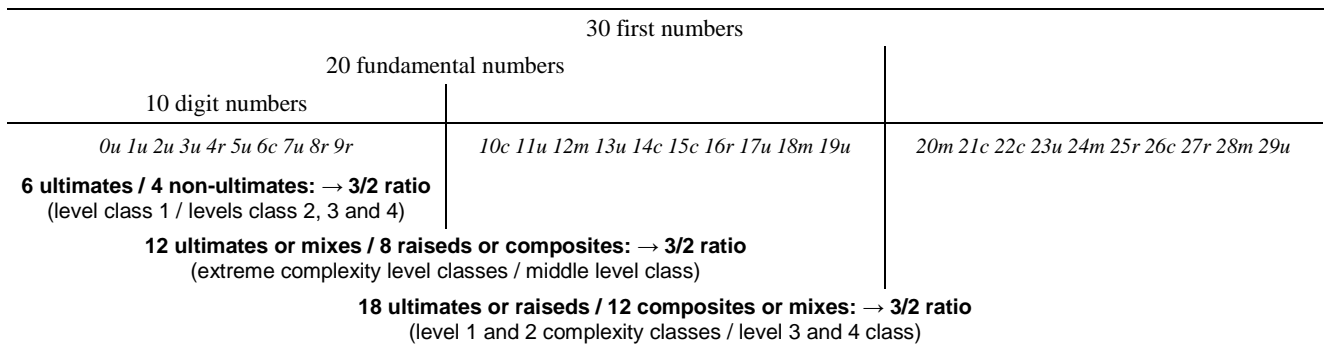 30 first numbers
20 fundamental numbers
10 digit numbers
0u 1u 2u 3u 4r 5u 6c 7u 8r 9r
10c 11u 12m 13u 14c 15c 16r 17u 18m 19u
20m 21c 22c 23u 24m 25r 26c 27r 28m 29u
6 ultimates / 4 non-ultimates: → 3/2 ratio
(level class 1 / levels class 2, 3 and 4)
12 ultimates or mixes / 8 raiseds or composites: → 3/2 ratio
(extreme complexity level classes / middle level class)
18 ultimates or raiseds / 12 composites or mixes: → 3/2 ratio
(level 1 and 2 complexity classes / level 3 and 4 class)